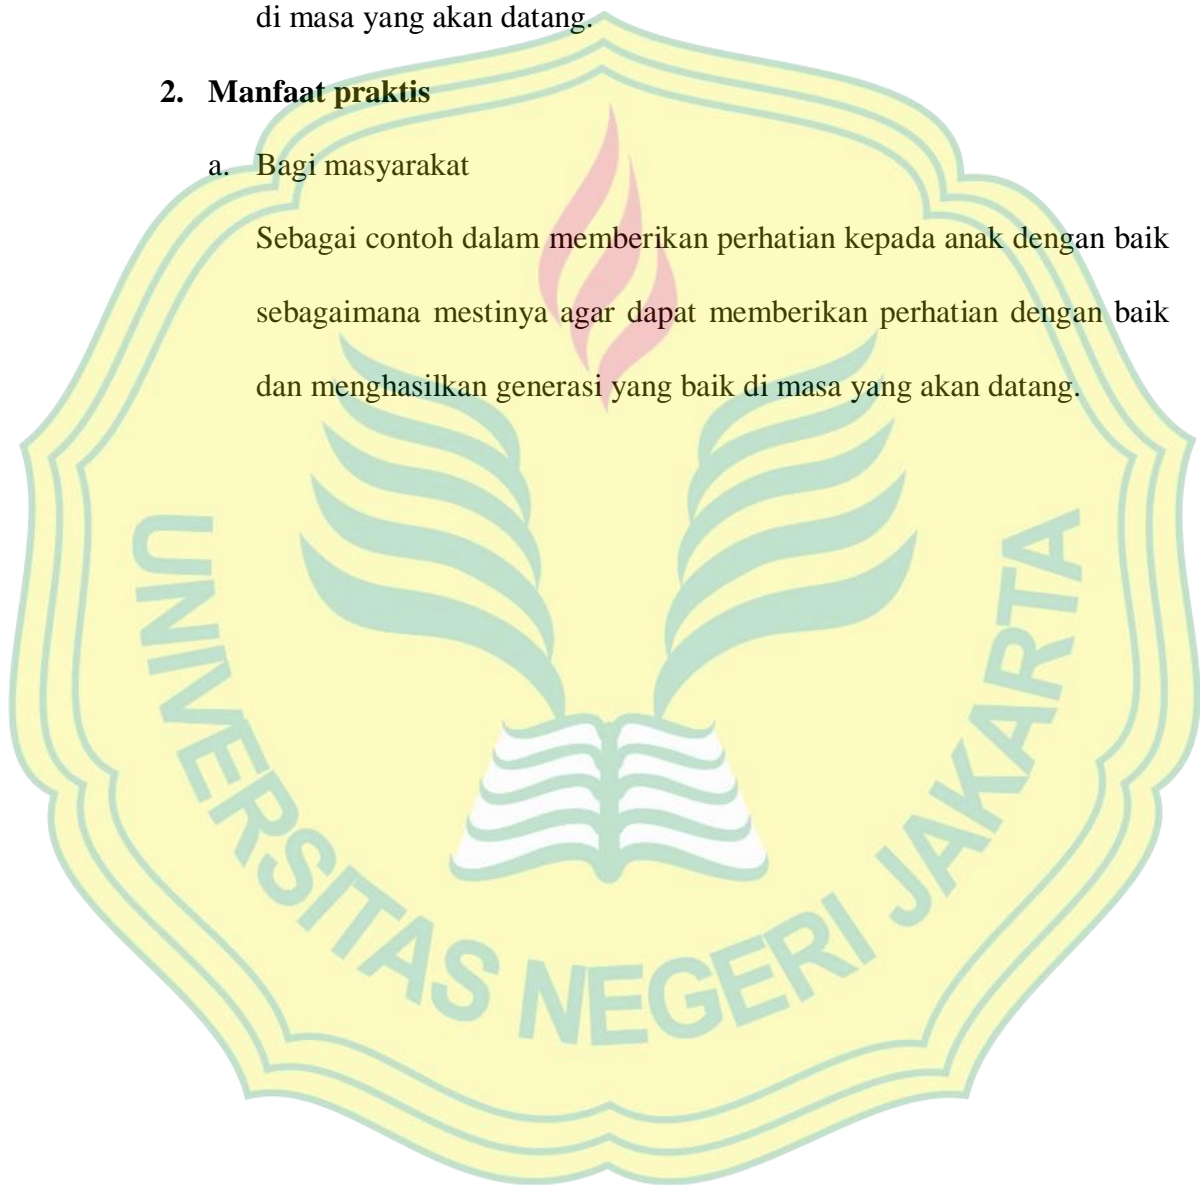 di masa yang akan datang.
2. Manfaat praktis
a. Bagi masyarakat
Sebagai contoh dalam memberikan perhatian kepada anak dengan baik
sebagaimana mestinya agar dapat memberikan perhatian dengan baik
dan menghasilkan generasi yang baik di masa yang akan datang.
UNIVERSITAS NEGERI JAKARTA